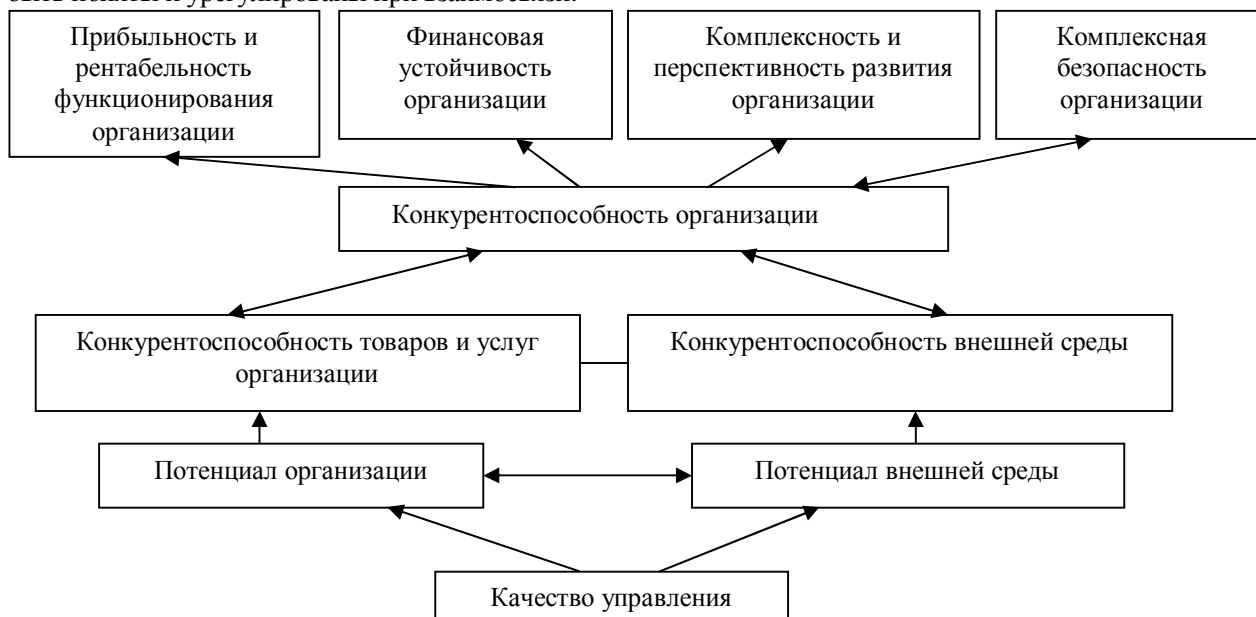 Прибыльность и
рентабельность
функционирования
организации
Финансовая
устойчивость
организации
Комплексность и
перспективность развития
организации
Комплексная
безопасность
организации
Конкурентоспособность организации
Конкурентоспособность товаров и услуг
организации
Конкурентоспособность внешней среды
Потенциал организации
Потенциал внешней среды
Качество управления